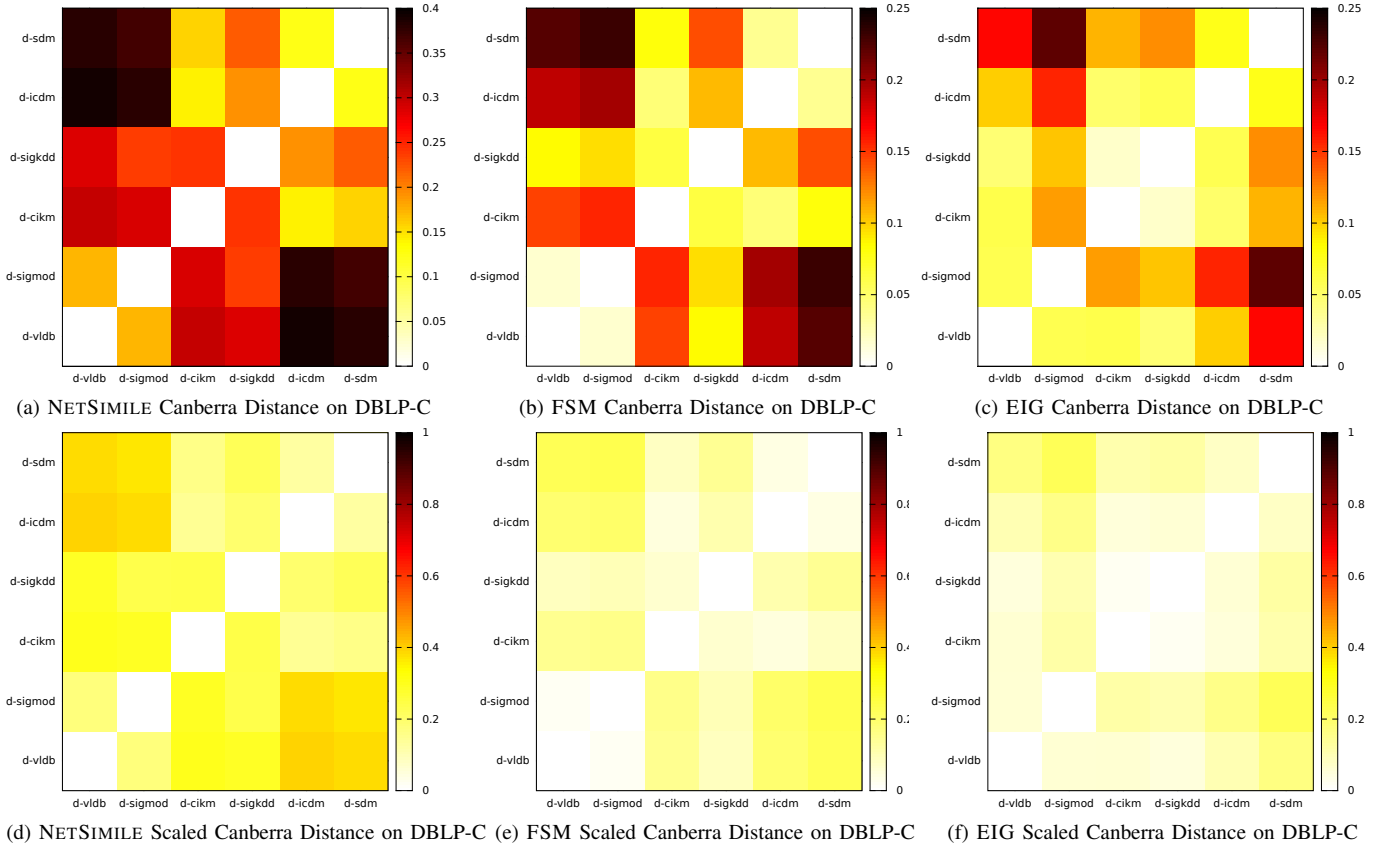 d-sdm
d-icdm
d-sigkdd
d-cikm
d-sigmod
d-vldb
d-vldb d-sigmod d-cikm d-sigkdd d-icdm d-sdm
0.4
0.35
0.3
0.25
0.2
0.15
0.1
0.05
0
(a) NETSIMILE Canberra Distance on DBLP-C
d-sdm
d-icdm
d-sigkdd
d-cikm
d-sigmod
d-vldb
d-vldb d-sigmod d-cikm d-sigkdd d-icdm d-sdm
0.25
0.2
0.15
0.1
0.05
0
(b) FSM Canberra Distance on DBLP-C
d-sdm
d-icdm
d-sigkdd
d-cikm
d-sigmod
d-vldb
d-vldb d-sigmod d-cikm d-sigkdd d-icdm d-sdm
0.25
0.2
0.15
0.1
0.05
0
(c) EIG Canberra Distance on DBLP-C
d-sdm
d-icdm
d-sigkdd
d-cikm
d-sigmod
d-vldb
d-vldb d-sigmod d-cikm d-sigkdd d-icdm d-sdm
1
0.8
0.6
0.4
0.2
0
(d) NETSIMILE Scaled Canberra Distance on DBLP-C
d-sdm
d-icdm
d-sigkdd
d-cikm
d-sigmod
d-vldb
d-vldb d-sigmod d-cikm d-sigkdd d-icdm d-sdm
1
0.8
0.6
0.4
0.2
0
(e) FSM Scaled Canberra Distance on DBLP-C
d-sdm
d-icdm
d-sigkdd
d-cikm
d-sigmod
d-vldb
d-vldb d-sigmod d-cikm d-sigkdd d-icdm d-sdm
1
0.8
0.6
0.4
0.2
0
(f) EIG Scaled Canberra Distance on DBLP-C